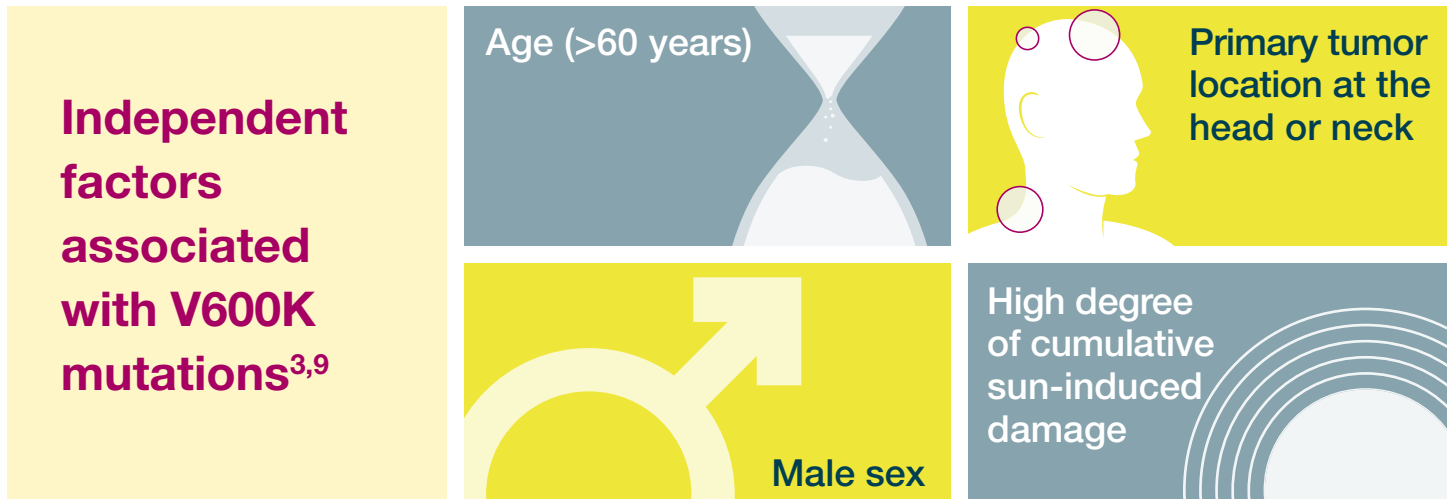 Independent
factors
associated
with V600K
mutations3,9
Age (>60 years)
Primary tumor
location at the
head or neck
Male sex
High degree
of cumulative
sun-induced
damage